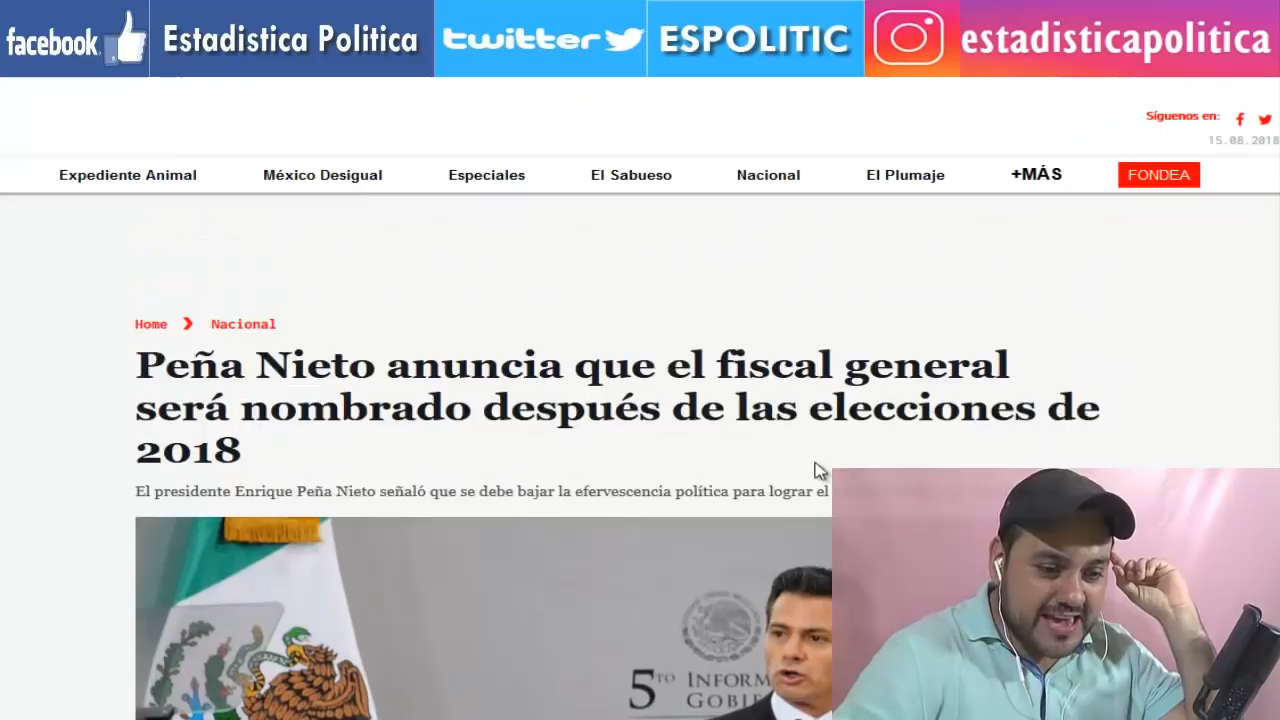 facebook Estadistica Politica twitter ESPOLITIC estadisticapolitica
Síguenos en:
15.08.2018
Expediente Animal México Desigual Especiales El Sabueso Nacional El Plumaje +MÁS FONDEA
Home Nacional
Peña Nieto anuncia que el fiscal general
será nombrado después de las elecciones de
2018
El presidente Enrique Peña Nieto señaló que se debe bajar la efervescencia política para lograr el
5TO INFORM
GOBI